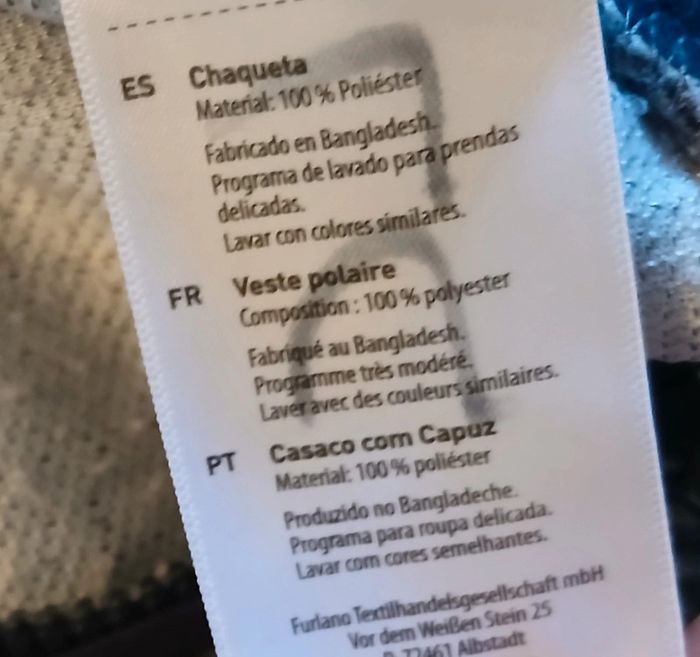 ES Chaqueta
Material: 100 % Poliéster
Fabricado en Bangladesh.
Programa de lavado para prendas
delicadas.
Lavar con colores similares.
FR Veste polaire
Composition : 100 % polyester
Fabriqué au Bangladesh.
Programme très modéré.
Laver avec des couleurs similaires.
PT Casaco com Capuz
Material: 100 % poliéster
Produzido no Bangladeche.
Programa para roupa delicada.
Lavar com cores semelhantes.
Furlano Textilhandelsgesellschaft mbH
Vor dem Weißen Stein 25
D-72461 Albstadt